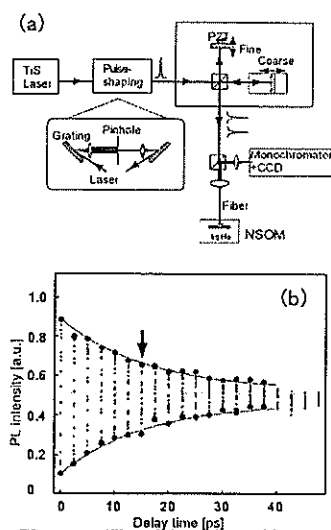 (a)
PZT
Fine
Coarse
TiS
Laser
Pulse-
shaping
Grating
Pinhole
Laser
Monochromater
+CCD
Fiber
NSOM
(b)
1.0
0.8
0.6
0.4
0.2
0
PL intensity [a.u.]
0
10
20
30
40
Delay time [ps]